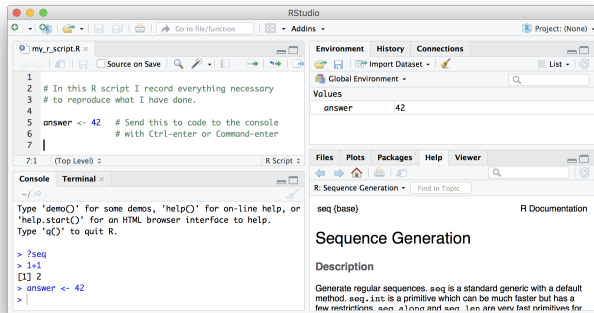 RStudio
Go to file/function
Addins
Project: (None)
my_r_script.R
Source on Save
1
2 # In this R script I record everything necessary
3 # to reproduce what I have done.
4
5 answer <- 42 # Send this to code to the console
6 # with Ctrl-enter or Command-enter
7
7:1 (Top Level) R Script
Console Terminal
~/
Type 'demo()' for some demos, 'help()' for on-line help, or
'help.start()' for an HTML browser interface to help.
Type 'q()' to quit R.
> ?seq
> 1+1
[1] 2
> answer <- 42
>
Environment History Connections
Import Dataset List
Global Environment
Values
answer 42
Files Plots Packages Help Viewer
R: Sequence Generation Find in Topic
seq {base} R Documentation
Sequence Generation
Description
Generate regular sequences. seq is a standard generic with a default
method. seq.int is a primitive which can be much faster but has a
few restrictions. seq_along and seq_len are very fast primitives for